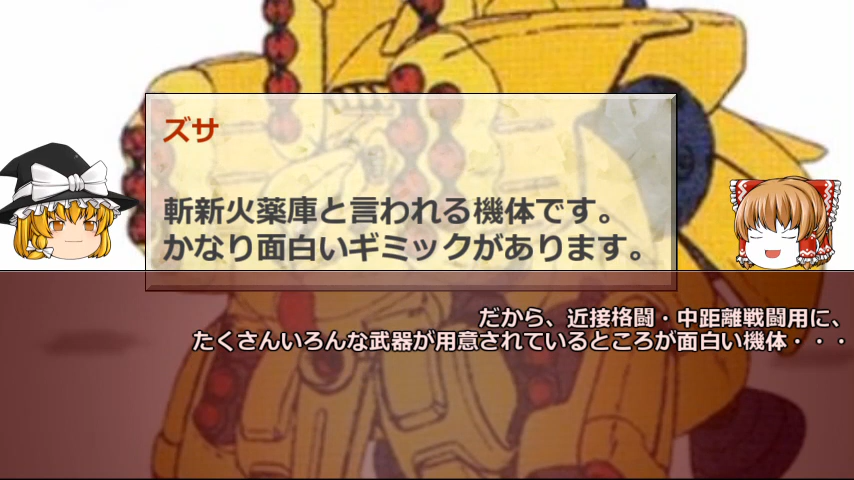 ズサ
斬新火薬庫と言われる機体です。
かなり面白いギミックがあります。
だから、近接格闘・中距離戦闘用に、
たくさんいろんな武器が用意されているところが面白い機体・・・